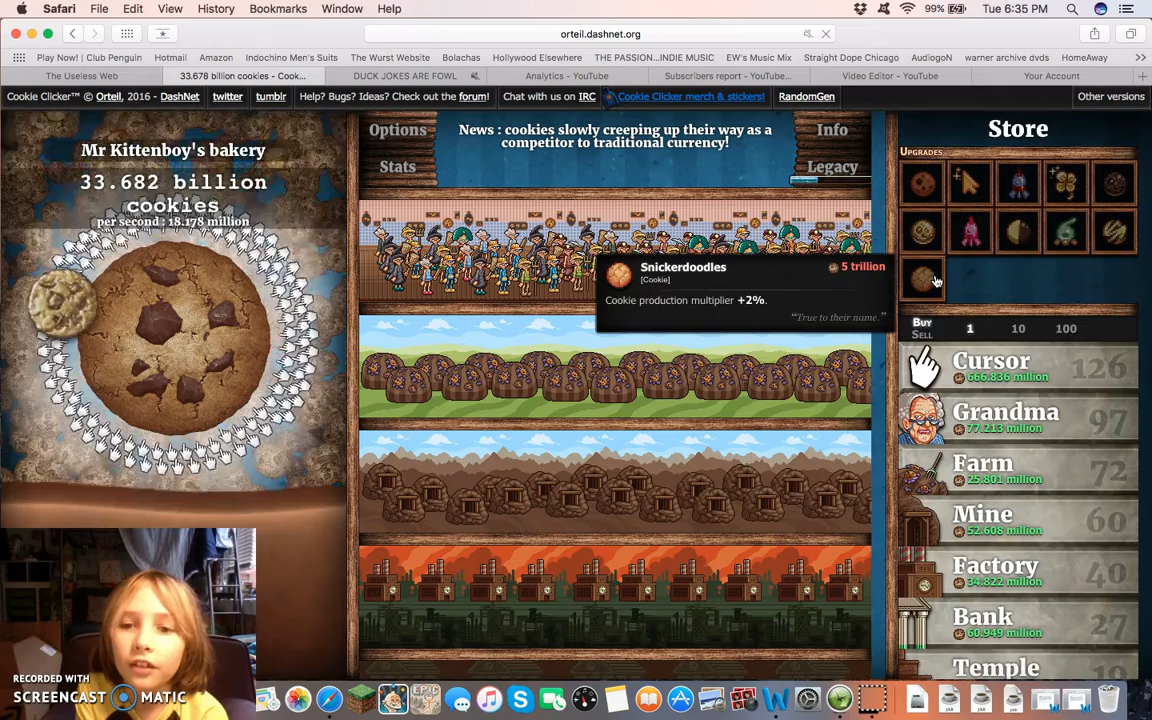 Safari File Edit View History Bookmarks Window Help 99% Tue 6:35 PM
orteil.dashnet.org
Play Now! | Club Penguin Hotmail Amazon Indochino Men's Suits The Wurst Website Bolachas Hollywood Elsewhere THE PASSION...INDIE MUSIC EW's Music Mix Straight Dope Chicago AudiogoN warner archive dvds HomeAway
The Useless Web 33.678 billion cookies - Cook... DUCK JOKES ARE FOWL Analytics - YouTube Subscribers report - YouTube... Video Editor - YouTube Your Account
Cookie Clicker™ © Orteil, 2016 - DashNet twitter tumblr Help? Bugs? Ideas? Check out the forum! Chat with us on IRC Cookie Clicker merch & stickers! RandomGen Other versions
Mr Kittenboy's bakery
33.682 billion
cookies
per second : 18.178 million
Options
Stats
News : cookies slowly creeping up their way as a
competitor to traditional currency!
Info
Legacy
Store
Upgrades
Snickerdoodles 5 trillion
[Cookie]
Cookie production multiplier +2%.
"True to their name."
BUY
SELL
1 10 100
Cursor 126
666.836 million
Grandma 97
77.213 million
Farm 72
25.801 million
Mine 60
52.608 million
Factory 40
34.822 million
Bank 27
60.949 million
Temple
RECORDED WITH
SCREENCAST MATIC